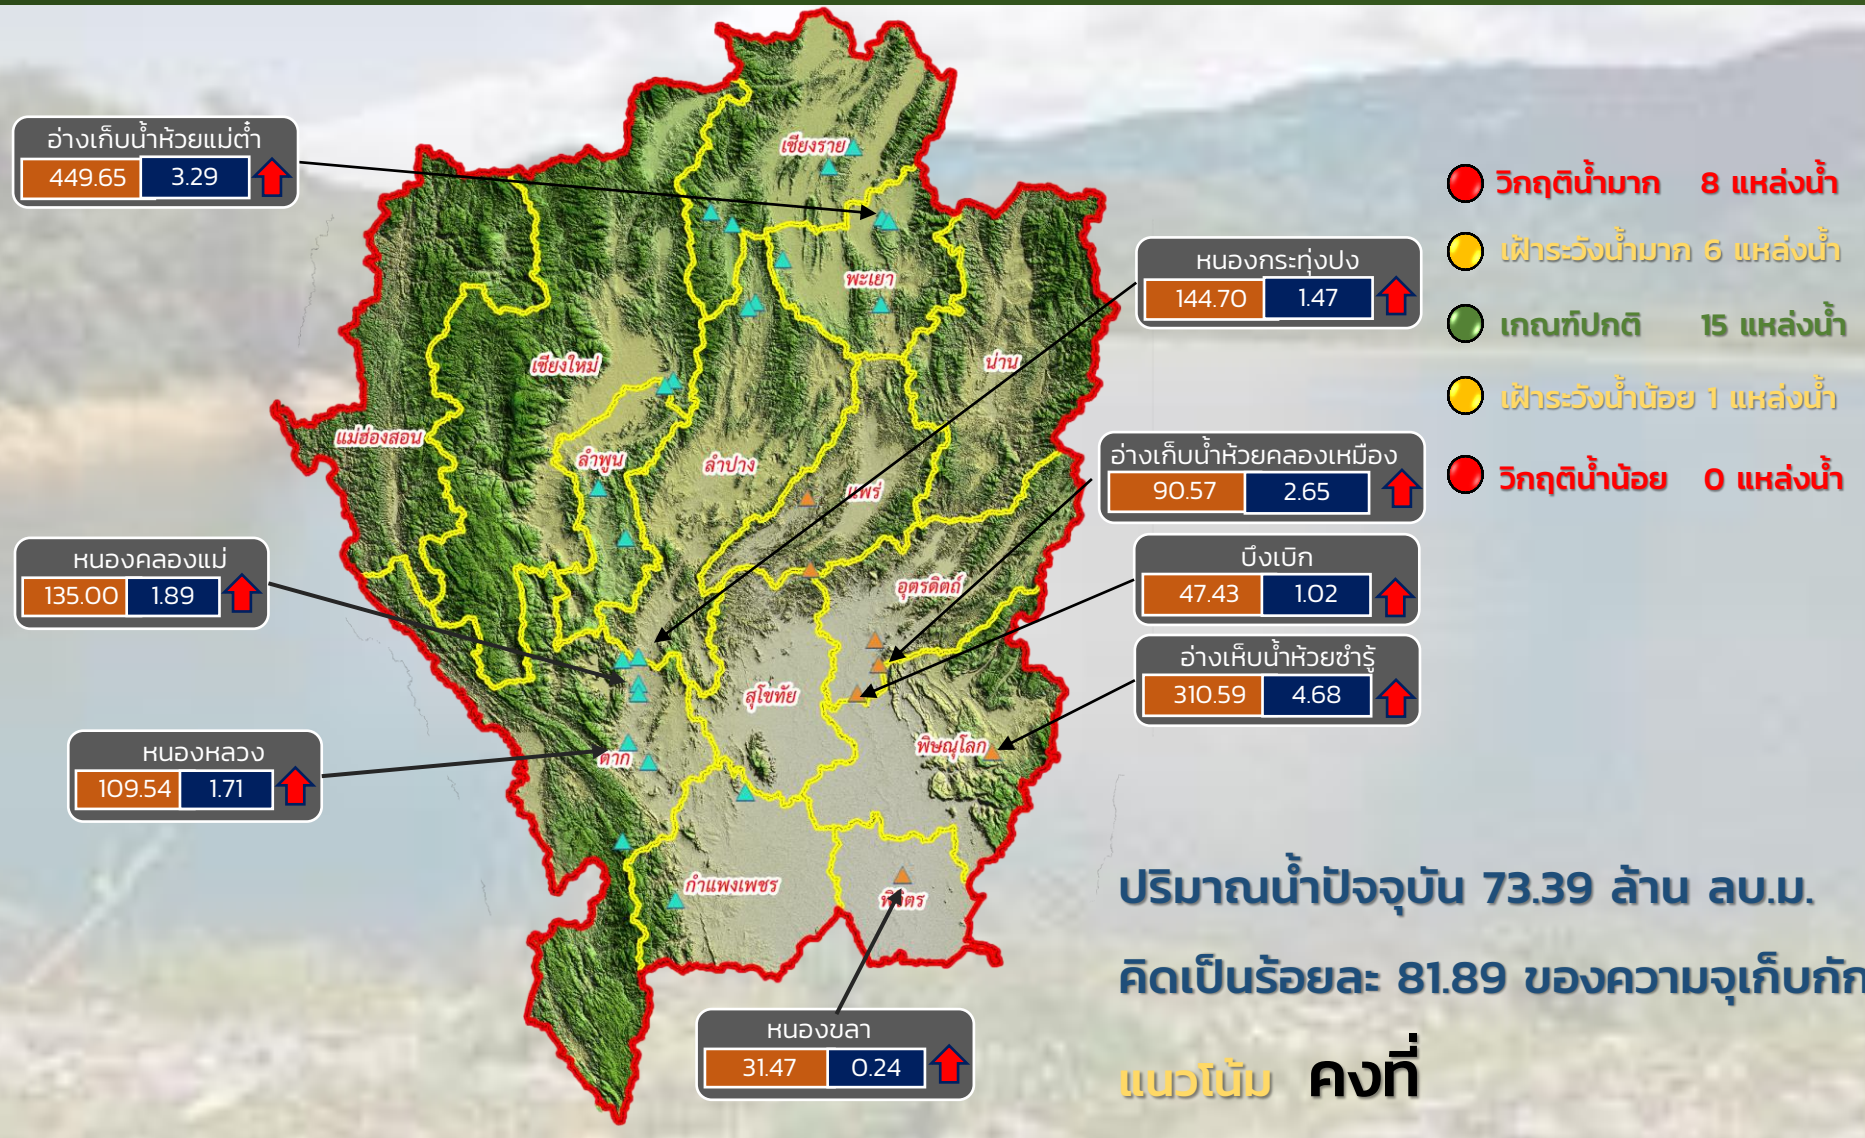 เชียงราย
อ่างเก็บน้ำห้วยแม่ต่ำ
449.65 3.29
วิกฤติน้ำมาก 8 แหล่งน้ำ
เฝ้าระวังน้ำมาก 6 แหล่งน้ำ
หนองกระทุ่งปง
144.70 1.47
พะเยา
เกณฑ์ปกติ 15 แหล่งน้ำ
เชียงใหม่
น่าน
เฝ้าระวังน้ำน้อย 1 แหล่งน้ำ
แม่ฮ่องสอน
ลำพูน
ลำปาง
แพร่
อ่างเก็บน้ำห้วยคลองเหมือง
90.57 2.65
วิกฤติน้ำน้อย 0 แหล่งน้ำ
หนองคลองแม่
135.00 1.89
อุตรดิตถ์
บึงเบิก
47.43 1.02
สุโขทัย
อ่างเห็บน้ำห้วยซำรู้
310.59 4.68
หนองหลวง
109.54 1.71
ตาก
พิษณุโลก
กำแพงเพชร
พิจิตร
ปริมาณน้ำปัจจุบัน 73.39 ล้าน ลบ.ม.
คิดเป็นร้อยละ 81.89 ของความจุเก็บกัก
หนองขลา
31.47 0.24
แนวโน้ม คงที่